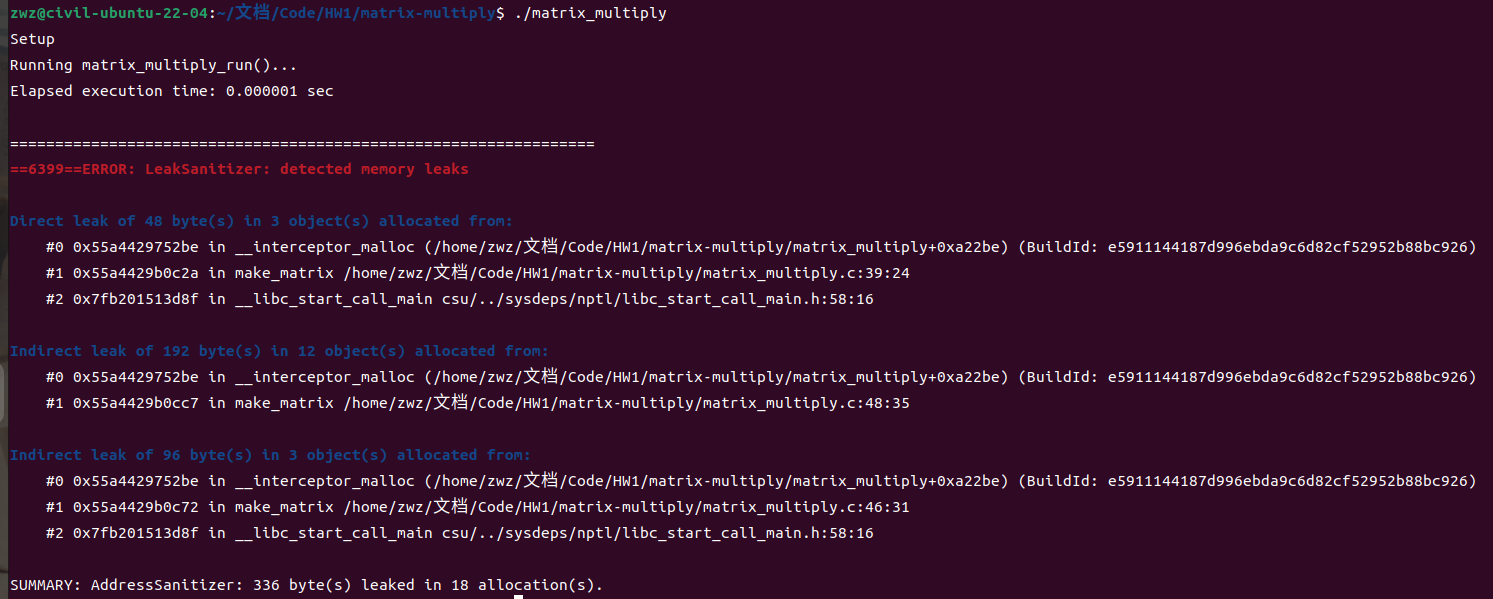 zwz@civil-ubuntu-22-04:~/文档/Code/HW1/matrix-multiply$ ./matrix_multiply
Setup
Running matrix_multiply_run()...
Elapsed execution time: 0.000001 sec
=================================================================
==6399==ERROR: LeakSanitizer: detected memory leaks
Direct leak of 48 byte(s) in 3 object(s) allocated from:
    #0 0x55a4429752be in __interceptor_malloc (/home/zwz/文档/Code/HW1/matrix-multiply/matrix_multiply+0xa22be) (BuildId: e5911144187d996ebda9c6d82cf52952b88bc926)
    #1 0x55a4429b0c2a in make_matrix /home/zwz/文档/Code/HW1/matrix-multiply/matrix_multiply.c:39:24
    #2 0x7fb201513d8f in __libc_start_call_main csu/../sysdeps/nptl/libc_start_call_main.h:58:16
Indirect leak of 192 byte(s) in 12 object(s) allocated from:
    #0 0x55a4429752be in __interceptor_malloc (/home/zwz/文档/Code/HW1/matrix-multiply/matrix_multiply+0xa22be) (BuildId: e5911144187d996ebda9c6d82cf52952b88bc926)
    #1 0x55a4429b0cc7 in make_matrix /home/zwz/文档/Code/HW1/matrix-multiply/matrix_multiply.c:48:35
Indirect leak of 96 byte(s) in 3 object(s) allocated from:
    #0 0x55a4429752be in __interceptor_malloc (/home/zwz/文档/Code/HW1/matrix-multiply/matrix_multiply+0xa22be) (BuildId: e5911144187d996ebda9c6d82cf52952b88bc926)
    #1 0x55a4429b0c72 in make_matrix /home/zwz/文档/Code/HW1/matrix-multiply/matrix_multiply.c:46:31
    #2 0x7fb201513d8f in __libc_start_call_main csu/../sysdeps/nptl/libc_start_call_main.h:58:16
SUMMARY: AddressSanitizer: 336 byte(s) leaked in 18 allocation(s).